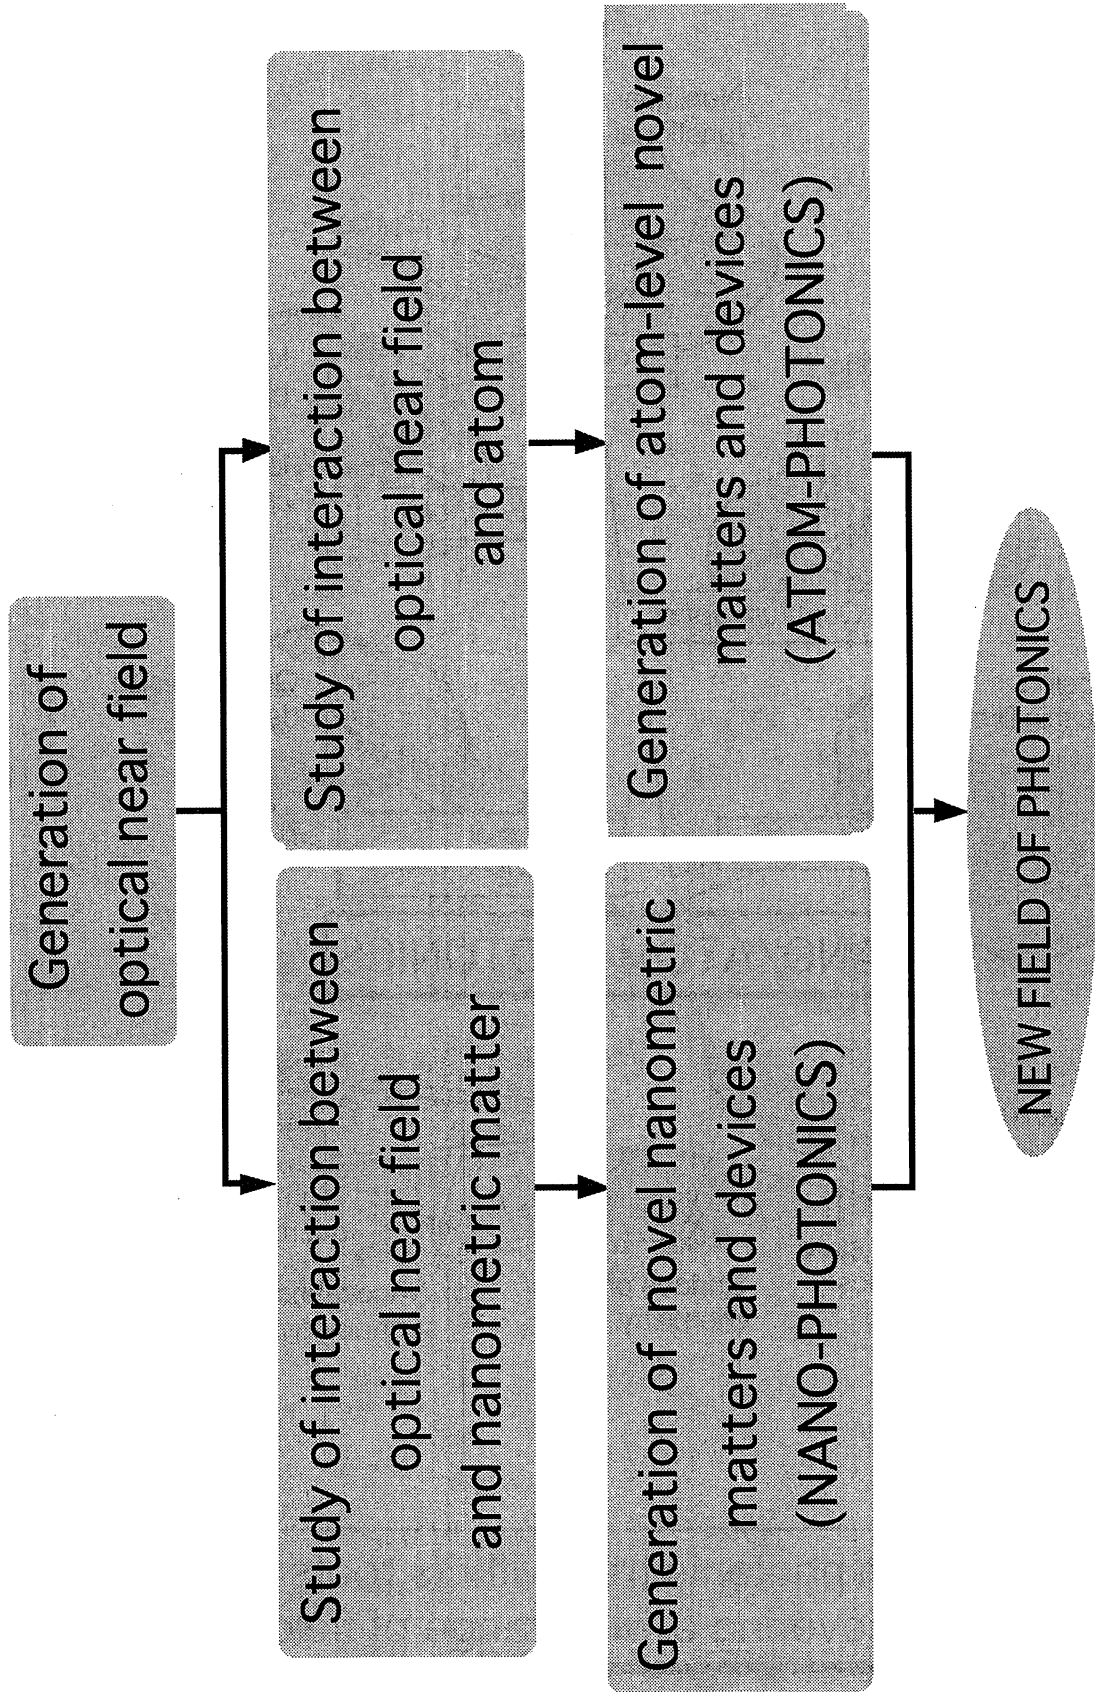 Generation of
optical near field
Study of interaction between
optical near field
and nanometric matter
Study of interaction between
optical near field
and atom
Generation of novel nanometric
matters and devices
(NANO-PHOTONICS)
Generation of atom-level novel
matters and devices
(ATOM-PHOTONICS)
NEW FIELD OF PHOTONICS